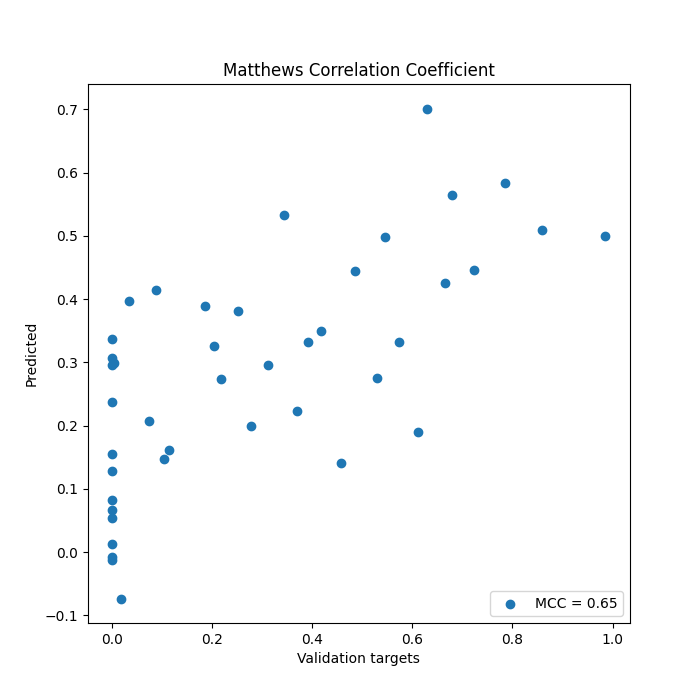 Matthews Correlation Coefficient
0.7
0.6
0.5
0.4
0.3
0.2
0.1
0.0
−0.1
Predicted
MCC = 0.65
0.0 0.2 0.4 0.6 0.8 1.0
Validation targets